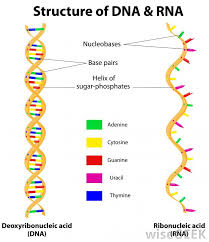 Structure of DNA & RNA
Nucleobases
Base pairs
Helix of
sugar-phosphates
Adenine
Cytosine
Guanine
Uracil
Thymine
Deoxyribonucleic acid
(DNA)
Ribonucleic acid
(RNA)
wiseGEEK